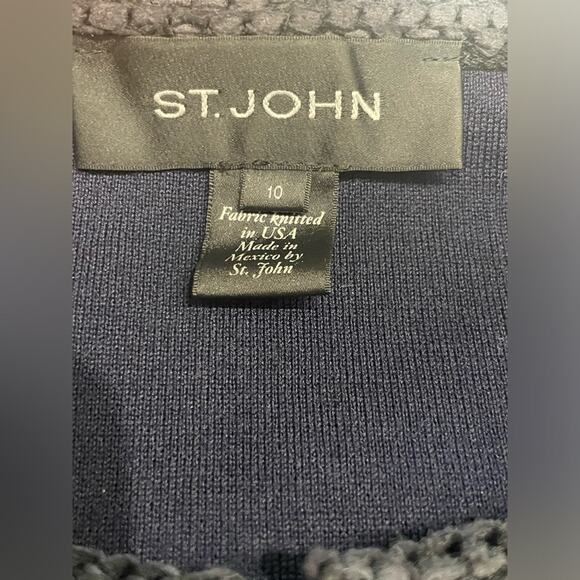 ST. JOHN
10
Fabric knitted
in USA
Made in
Mexico by
St. John